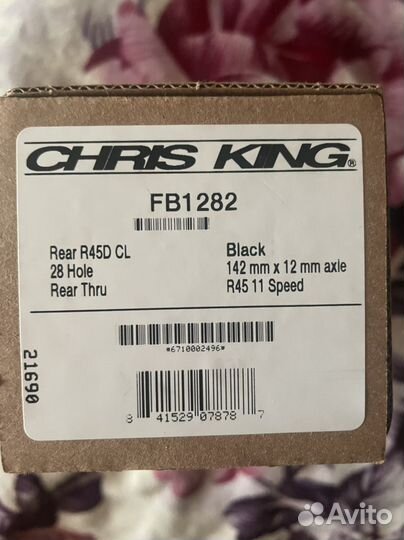 CHRIS KING®
FB1282
Rear R45D CL
28 Hole
Rear Thru
Black
142 mm x 12 mm axle
R45 11 Speed
*6710002496*
21690
8 41529 07878 7
Avito